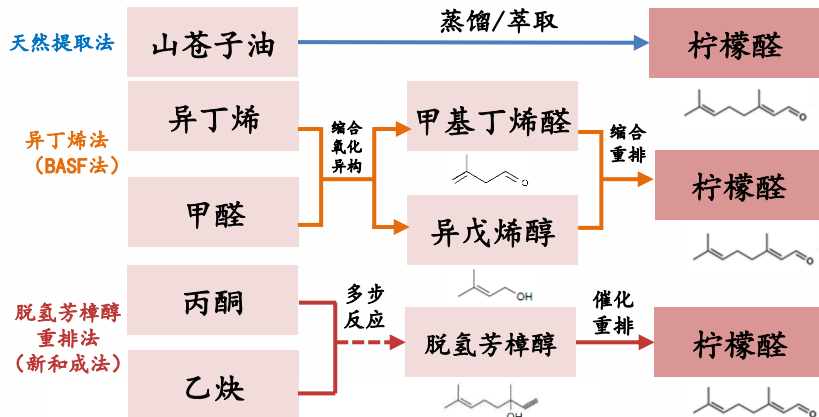 天然提取法
山苍子油
蒸馏/萃取
柠檬醛
O
异丁烯法
（BASF法）
异丁烯
甲醛
缩合
氧化
异构
甲基丁烯醛
O
异戊烯醇
OH
缩合
重排
柠檬醛
O
脱氢芳樟醇
重排法
（新和成法）
丙酮
乙炔
多步
反应
脱氢芳樟醇
OH
催化
重排
柠檬醛
O